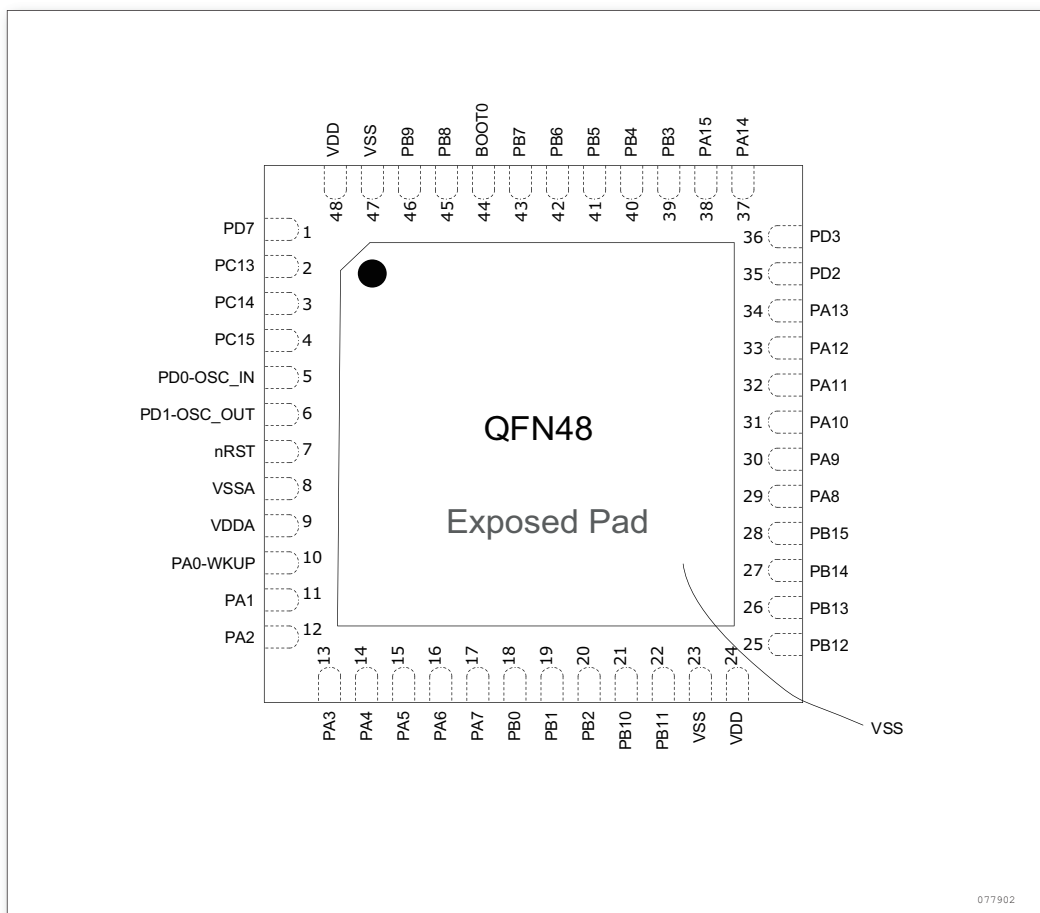 VDD
VSS
PB9
PB8
BOOT0
PB7
PB6
PB5
PB4
PB3
PA15
PA14
48
47
46
45
44
43
42
41
40
39
38
37
PD7 1
PC13 2
PC14 3
PC15 4
PD0-OSC_IN 5
PD1-OSC_OUT 6
nRST 7
VSSA 8
VDDA 9
PA0-WKUP 10
PA1 11
PA2 12
36 PD3
35 PD2
34 PA13
33 PA12
32 PA11
31 PA10
30 PA9
29 PA8
28 PB15
27 PB14
26 PB13
25 PB12
QFN48
Exposed Pad
13
14
15
16
17
18
19
20
21
22
23
24
PA3
PA4
PA5
PA6
PA7
PB0
PB1
PB2
PB10
PB11
VSS
VDD
VSS
077902